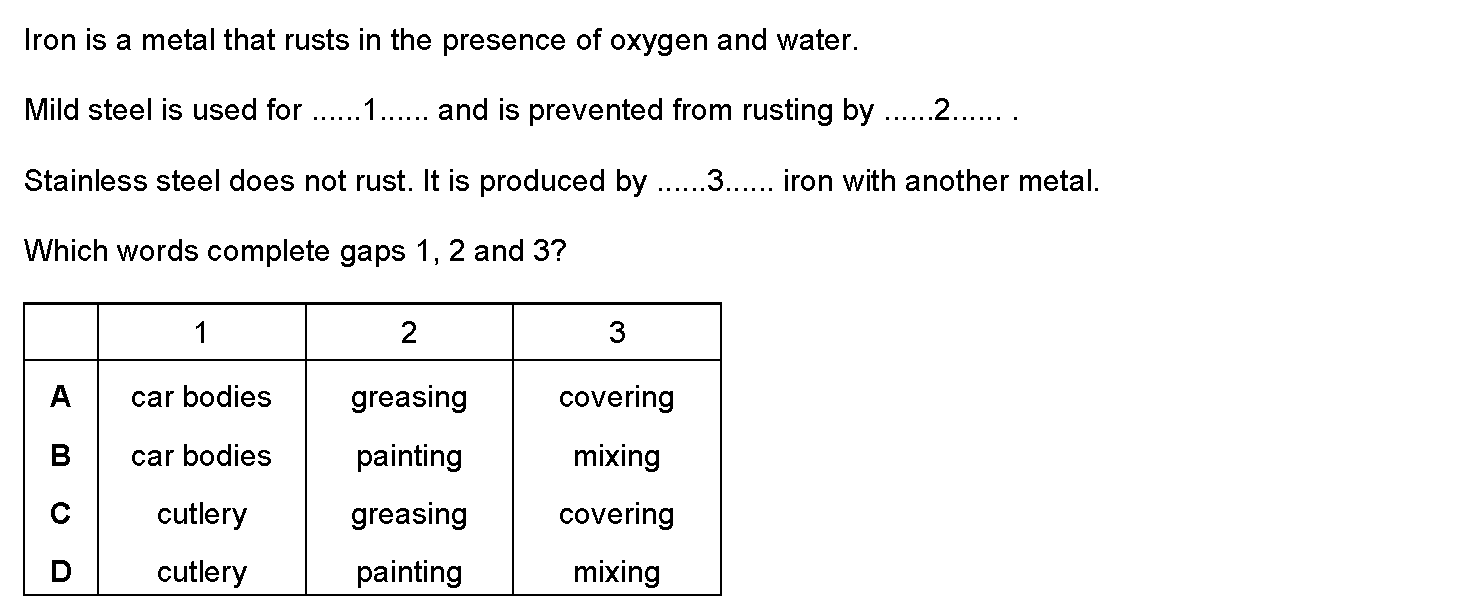 Iron is a metal that rusts in the presence of oxygen and water.
Mild steel is used for ......1...... and is prevented from rusting by ......2...... .
Stainless steel does not rust. It is produced by ......3...... iron with another metal.
Which words complete gaps 1, 2 and 3?
1 2 3
A car bodies greasing covering
B car bodies painting mixing
C cutlery greasing covering
D cutlery painting mixing